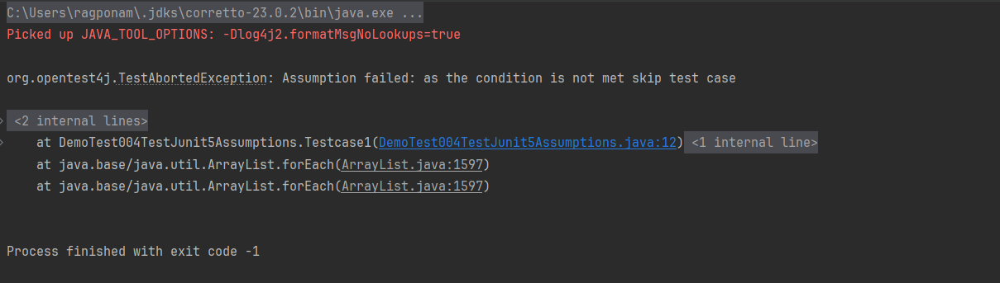 C:\Users\ragponam\.jdks\corretto-23.0.2\bin\java.exe ...
Picked up JAVA_TOOL_OPTIONS: -Dlog4j2.formatMsgNoLookups=true
org.opentest4j.TestAbortedException: Assumption failed: as the condition is not met skip test case
<2 internal lines>
at DemoTest004TestJunit5Assumptions.Testcase1(DemoTest004TestJunit5Assumptions.java:12) <1 internal line>
at java.base/java.util.ArrayList.forEach(ArrayList.java:1597)
at java.base/java.util.ArrayList.forEach(ArrayList.java:1597)
Process finished with exit code -1